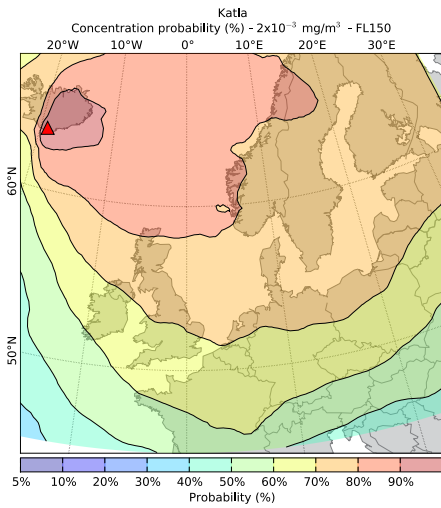 Katla
Concentration probability (%) - 2x10⁻³ mg/m³ - FL150
20°W 10°W 0° 10°E 20°E 30°E
60°N
50°N
5% 10% 20% 30% 40% 50% 60% 70% 80% 90%
Probability (%)